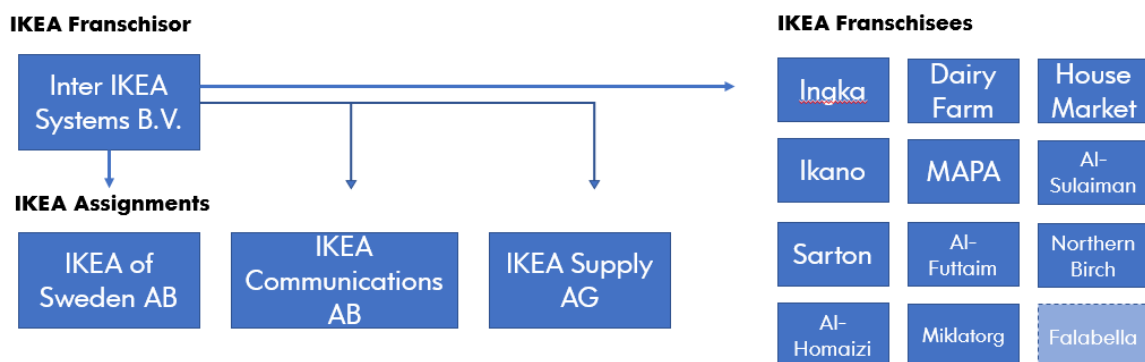 IKEA Franschisor
Inter IKEA
Systems B.V.
IKEA Assignments
IKEA of
Sweden AB
IKEA
Communications
AB
IKEA Supply
AG
IKEA Franschisees
Ingka
Dairy
Farm
House
Market
Ikano
MAPA
Al-
Sulaiman
Sarton
Al-
Futtaim
Northern
Birch
Al-
Homaizi
Miklatorg
Falabella